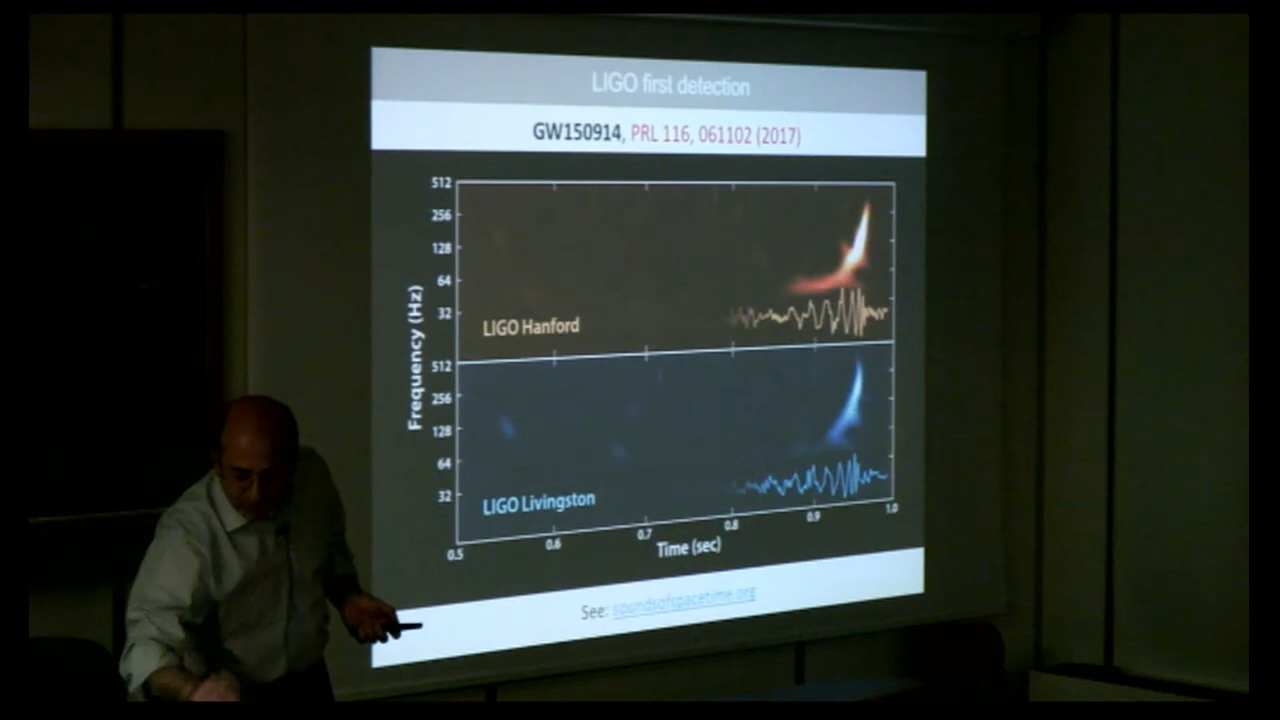 LIGO first detection
GW150914, PRL 116, 061102 (2017)
Frequency (Hz)
512
256
128
64
32
LIGO Hanford
512
256
128
64
32
LIGO Livingston
0.5 0.6 0.7 0.8 0.9 1.0
Time (sec)
See: soundsofspacetime.org